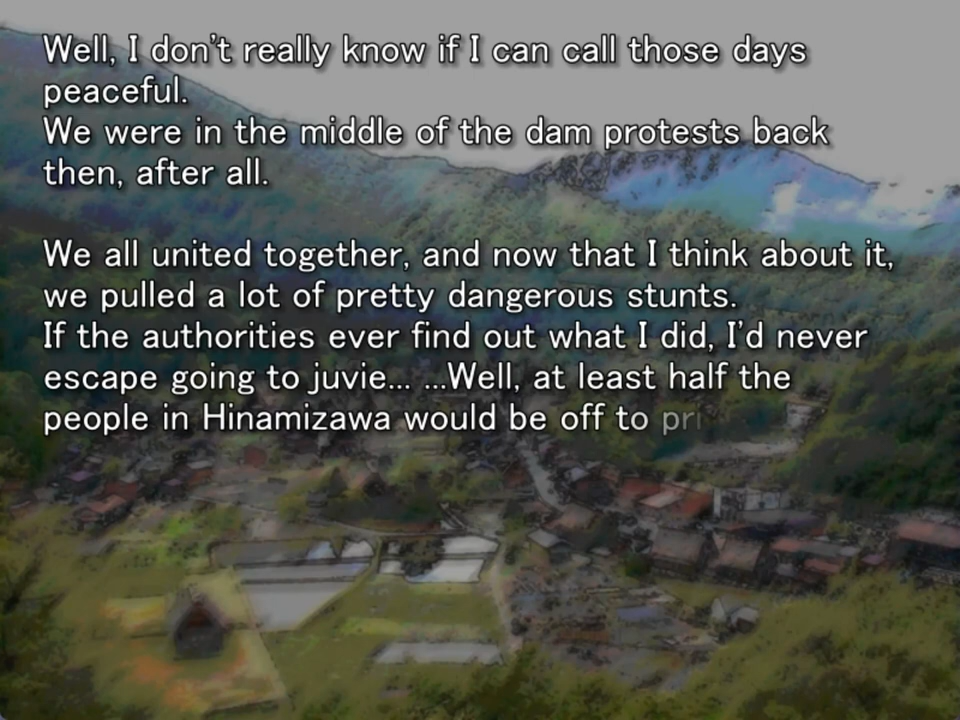 Well, I don't really know if I can call those days
peaceful.
We were in the middle of the dam protests back
then, after all.
We all united together, and now that I think about it,
we pulled a lot of pretty dangerous stunts.
If the authorities ever find out what I did, I'd never
escape going to juvie... ...Well, at least half the
people in Hinamizawa would be off to pri